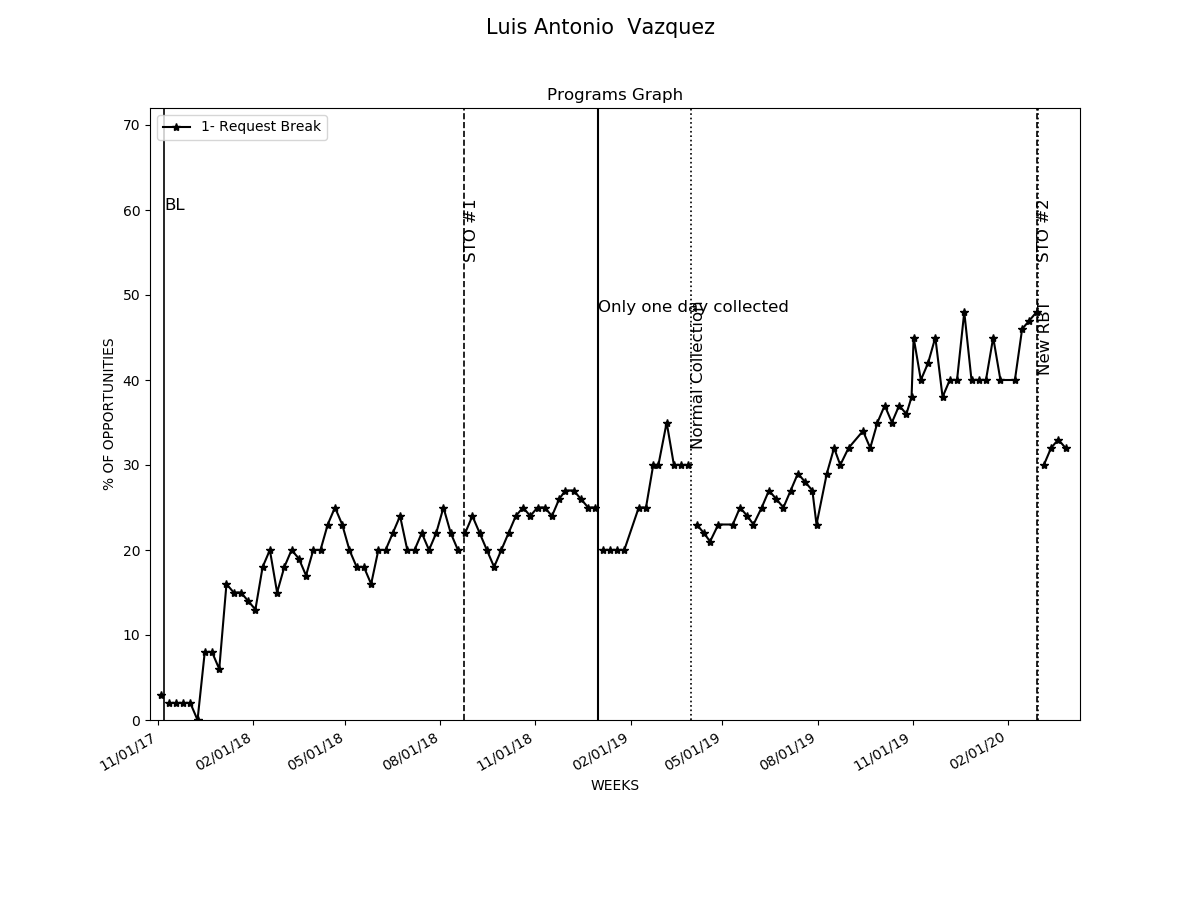 Luis Antonio  Vazquez
Programs Graph
1- Request Break
BL
STO #1
Only one day collected
Normal Collection
STO #2
New RBT
% OF OPPORTUNITIES
70
60
50
40
30
20
10
0
11/01/17
02/01/18
05/01/18
08/01/18
11/01/18
02/01/19
05/01/19
08/01/19
11/01/19
02/01/20
WEEKS